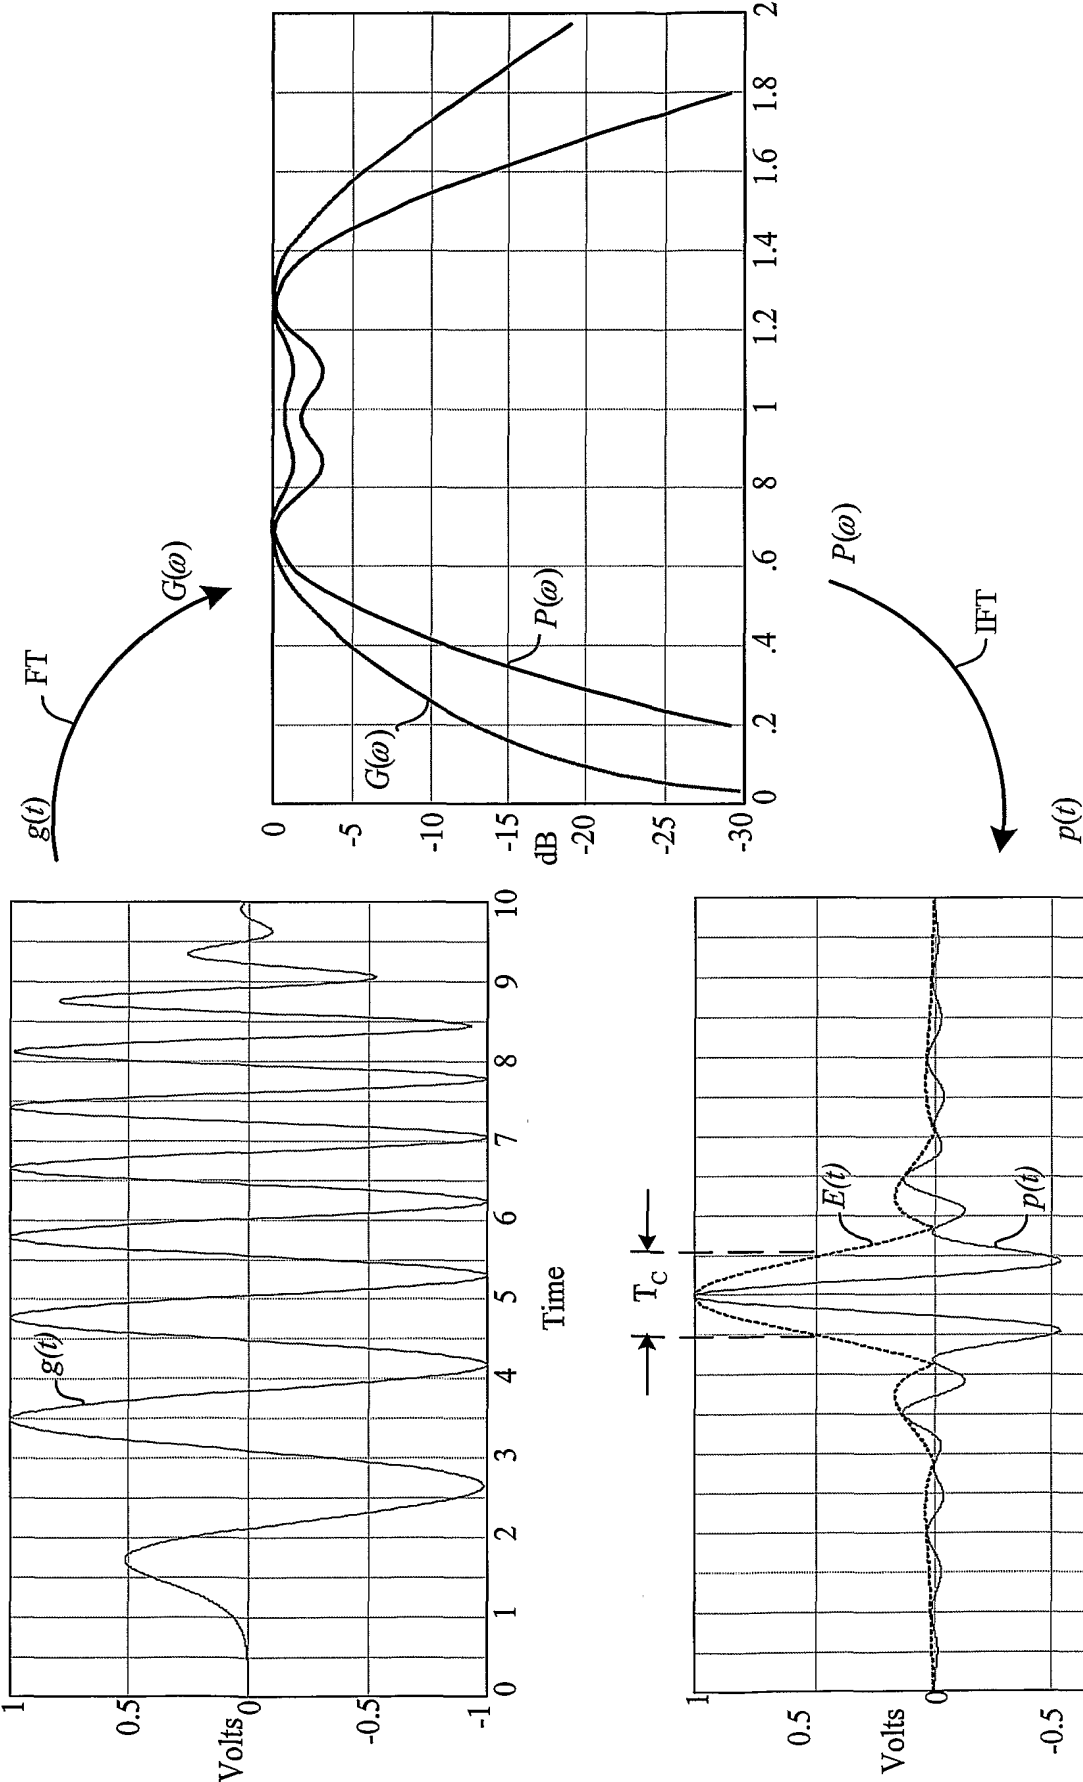 g(t)
FT
G(ω)
1
0.5
Volts 0
-0.5
-1
g(t)
0 1 2 3 4 5 6 7 8 9 10
Time
0
-5
-10
-15
dB
-20
-25
-30
G(ω)
P(ω)
0 .2 .4 .6 .8 1 1.2 1.4 1.6 1.8 2
1
0.5
Volts 0
-0.5
T_C
E(t)
p(t)
P(ω)
IFT
p(t)